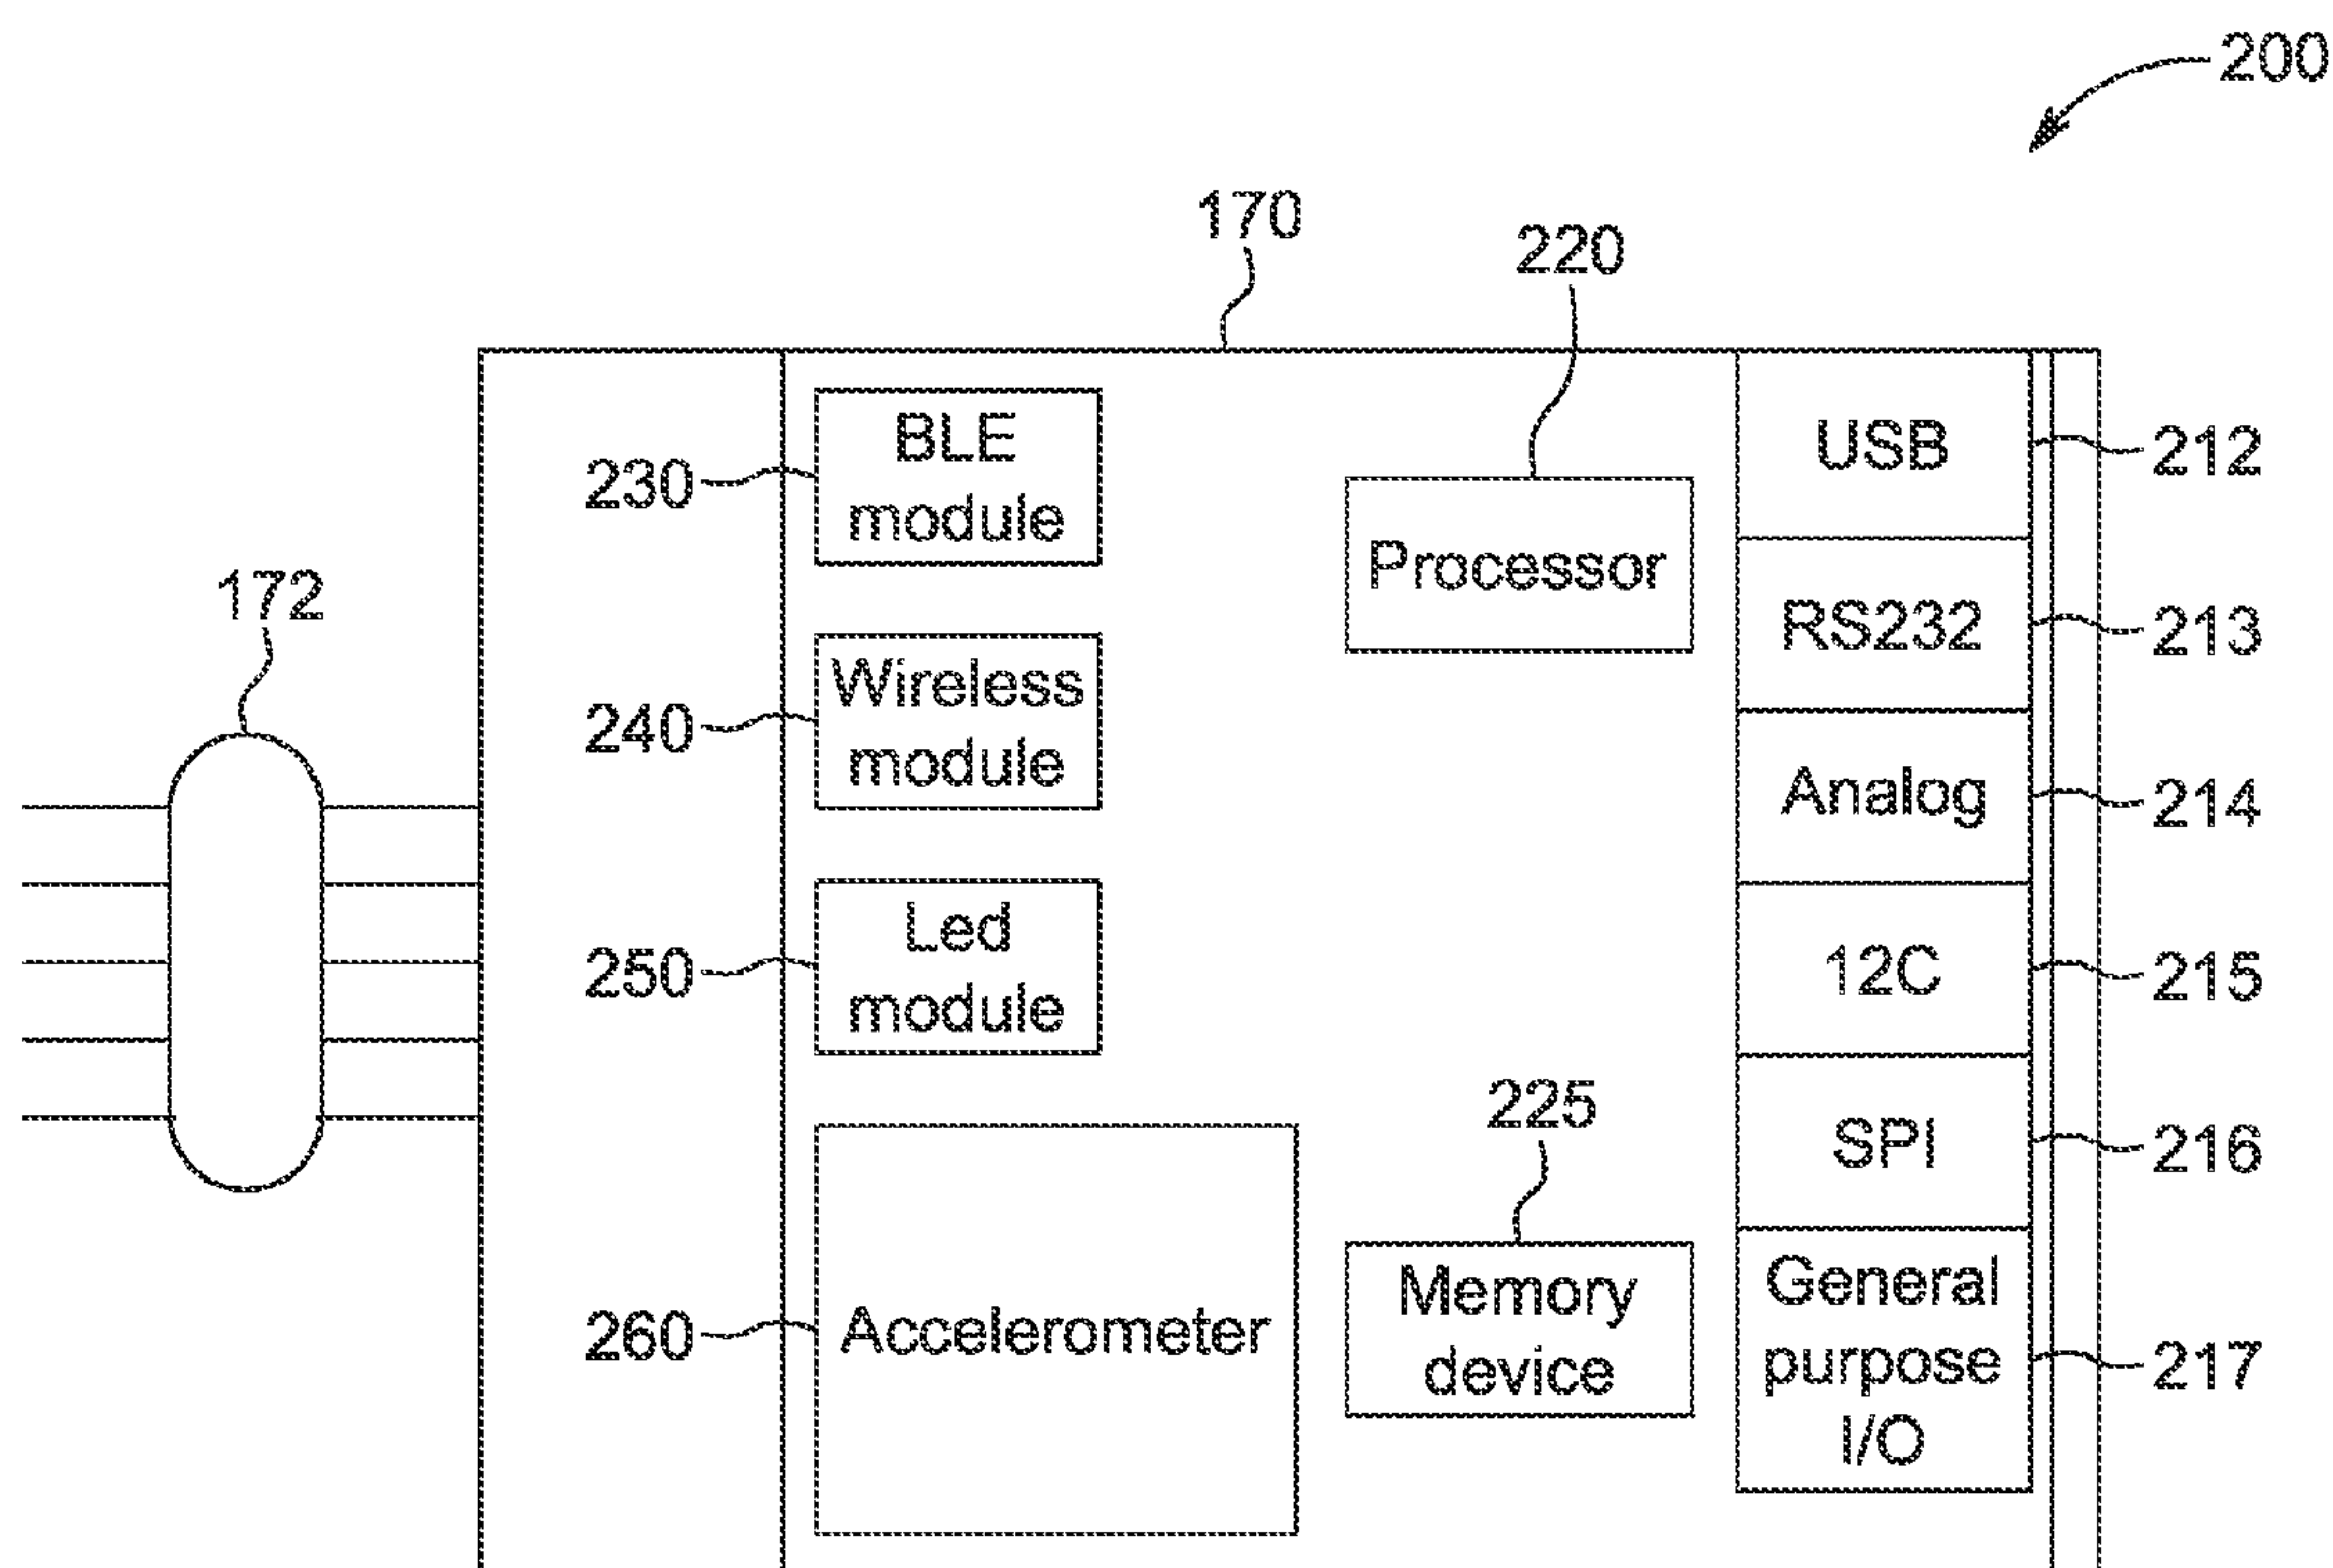 200
170
220
BLE
module
230
USB
212
Processor
172
RS232
213
Wireless
module
240
Analog
214
Led
module
250
12C
215
225
SPI
216
Accelerometer
260
Memory
device
General
purpose
I/O
217